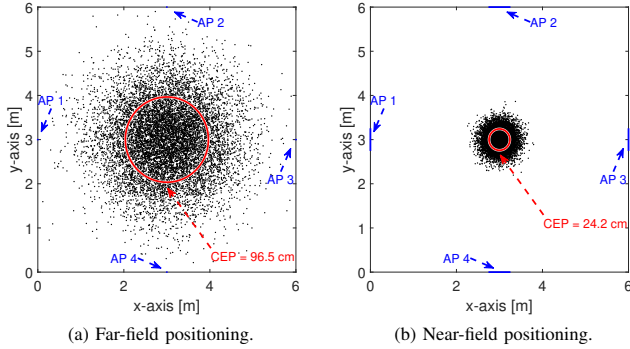 6
5
4
3
2
1
0
0 2 4 6
y-axis [m]
x-axis [m]
AP 2
AP 1
AP 3
AP 4
CEP = 96.5 cm
(a) Far-field positioning.
6
5
4
3
2
1
0
0 2 4 6
y-axis [m]
x-axis [m]
AP 2
AP 1
AP 3
AP 4
CEP = 24.2 cm
(b) Near-field positioning.